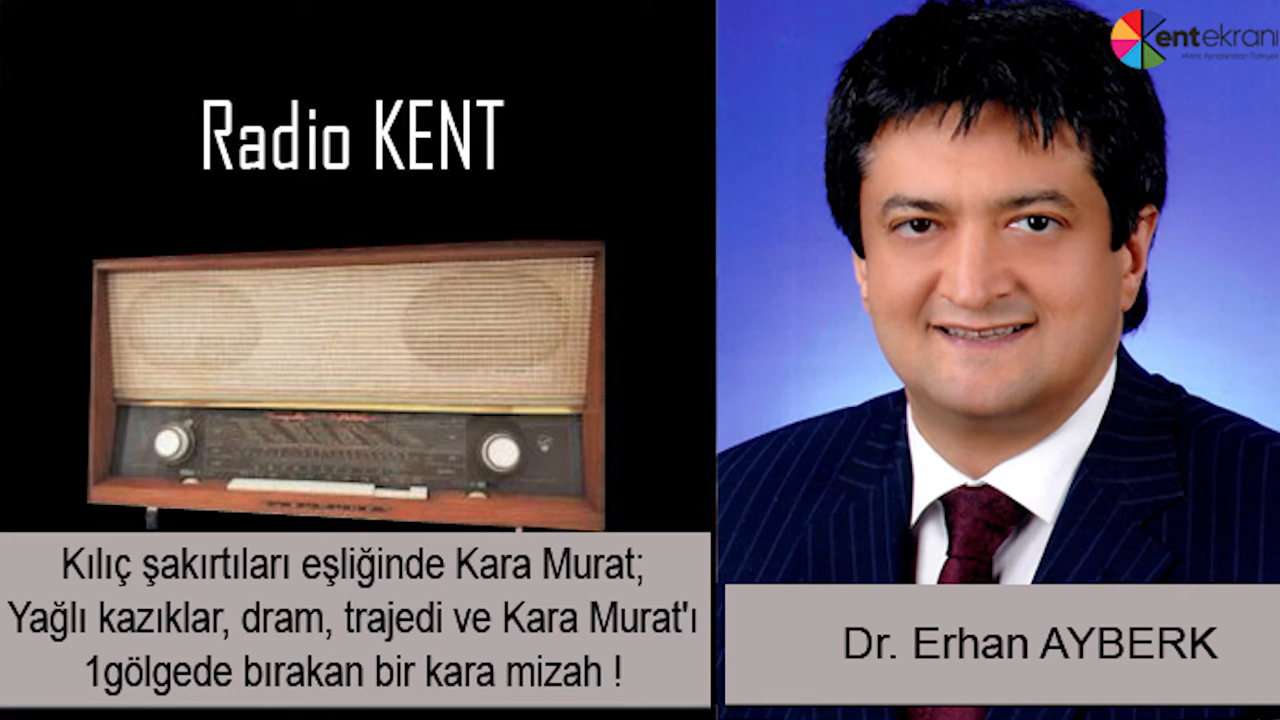 Radio KENT
Kentekranı
Kılıç şakırtıları eşliğinde Kara Murat;
Yağlı kazıklar, dram, trajedi ve Kara Murat'ı
1gölgede bırakan bir kara mizah !
Dr. Erhan AYBERK